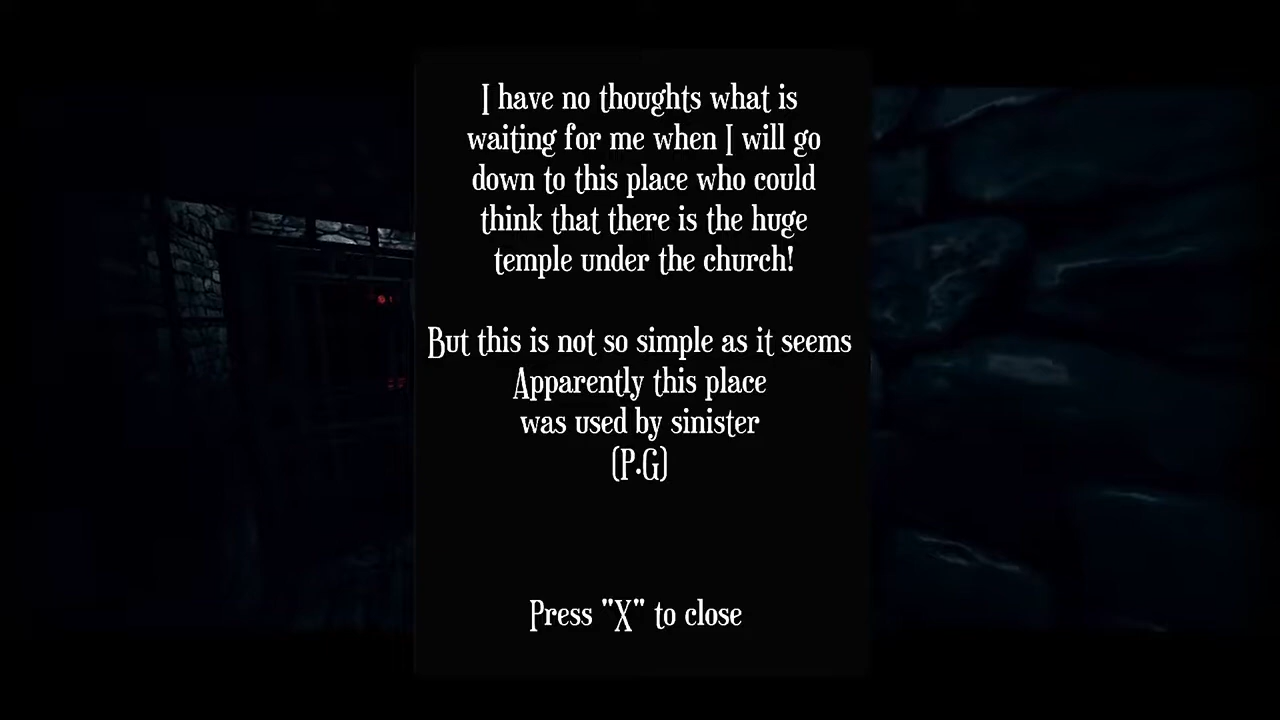 I have no thoughts what is
waiting for me when I will go
down to this place who could
think that there is the huge
temple under the church!
But this is not so simple as it seems
Apparently this place
was used by sinister
(P.G)
Press "X" to close